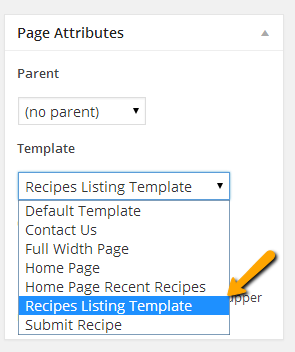 Page Attributes
Parent
(no parent)
Template
Recipes Listing Template
Default Template
Contact Us
Full Width Page
Home Page
Home Page Recent Recipes
Recipes Listing Template
Submit Recipe